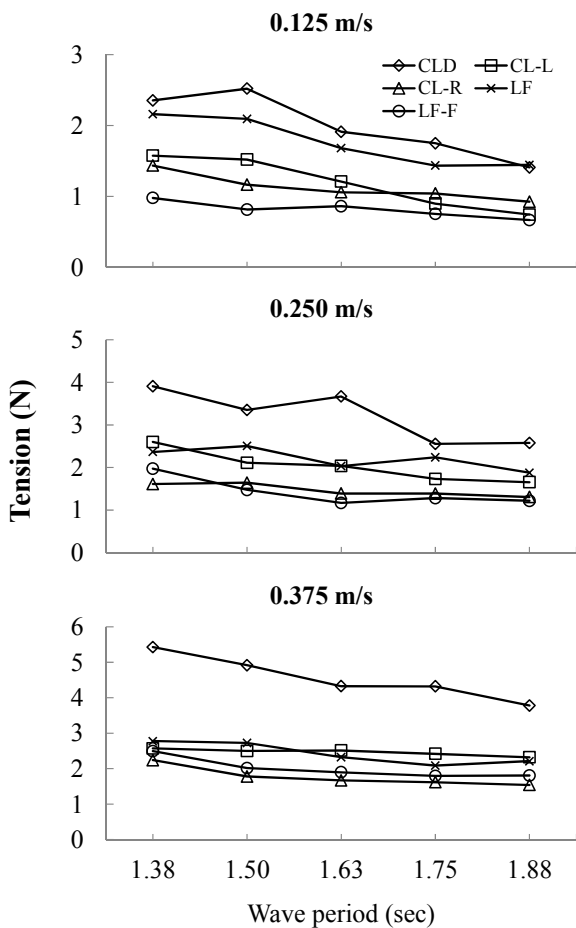 0.125 m/s
3
2
1
0
CLD
CL-L
CL-R
LF
LF-F
0.250 m/s
5
4
3
2
1
0
Tension (N)
0.375 m/s
6
5
4
3
2
1
0
1.38 1.50 1.63 1.75 1.88
Wave period (sec)